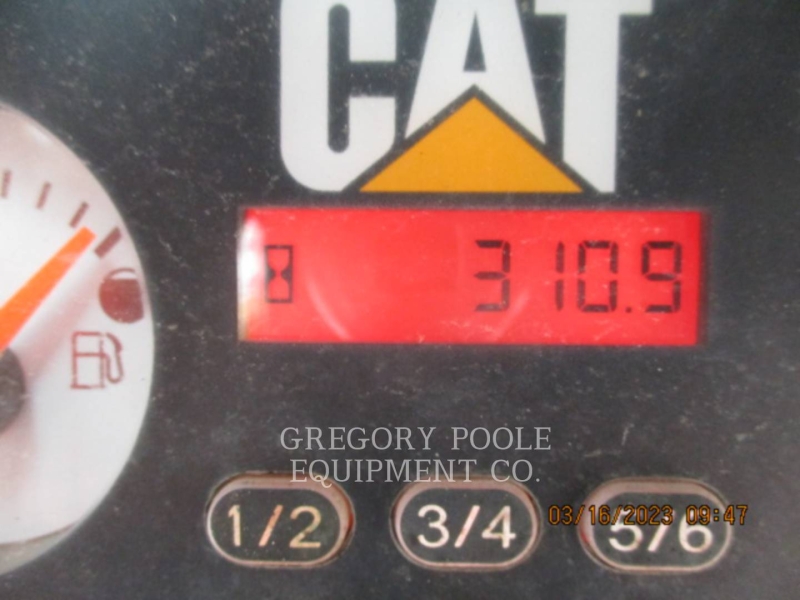 CAT
310.9
GREGORY POOLE
EQUIPMENT CO.
1/2 3/4 5/6
03/16/2023 09:47